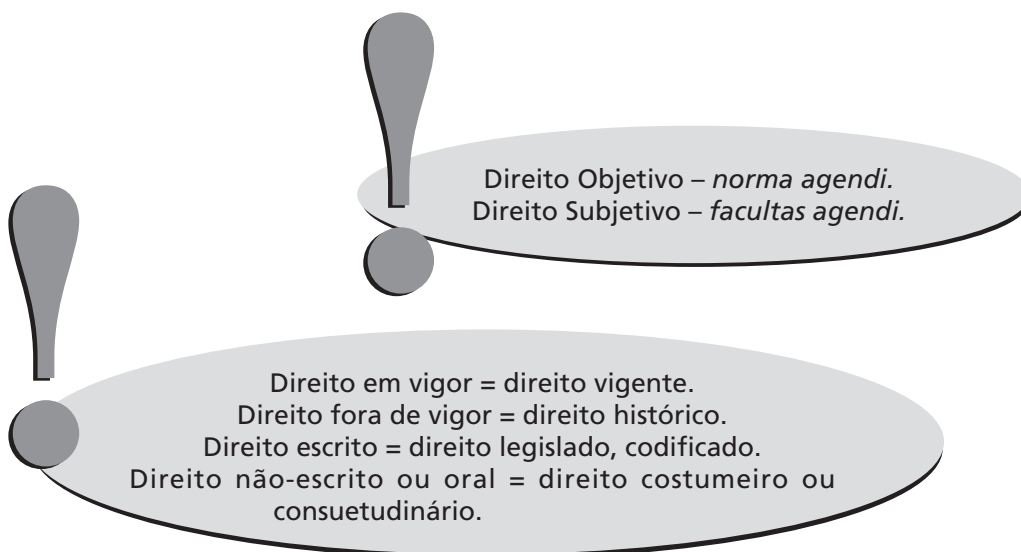 Direito Objetivo – norma agendi.
Direito Subjetivo – facultas agendi.
Direito em vigor = direito vigente.
Direito fora de vigor = direito histórico.
Direito escrito = direito legislado, codificado.
Direito não-escrito ou oral = direito costumeiro ou
consuetudinário.